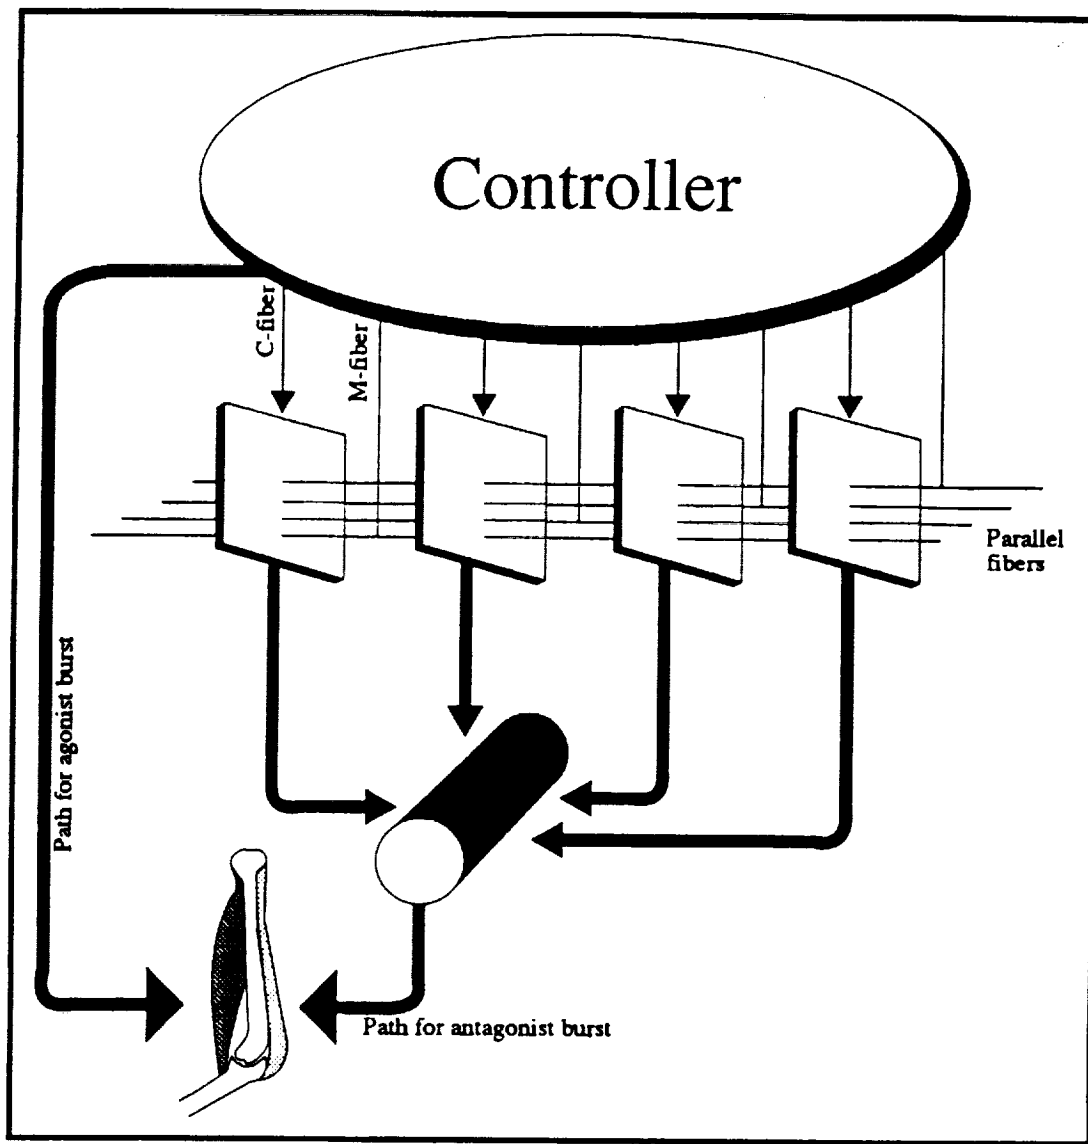 Controller
C-fiber
M-fiber
Parallel
fibers
Path for agonist burst
Path for antagonist burst